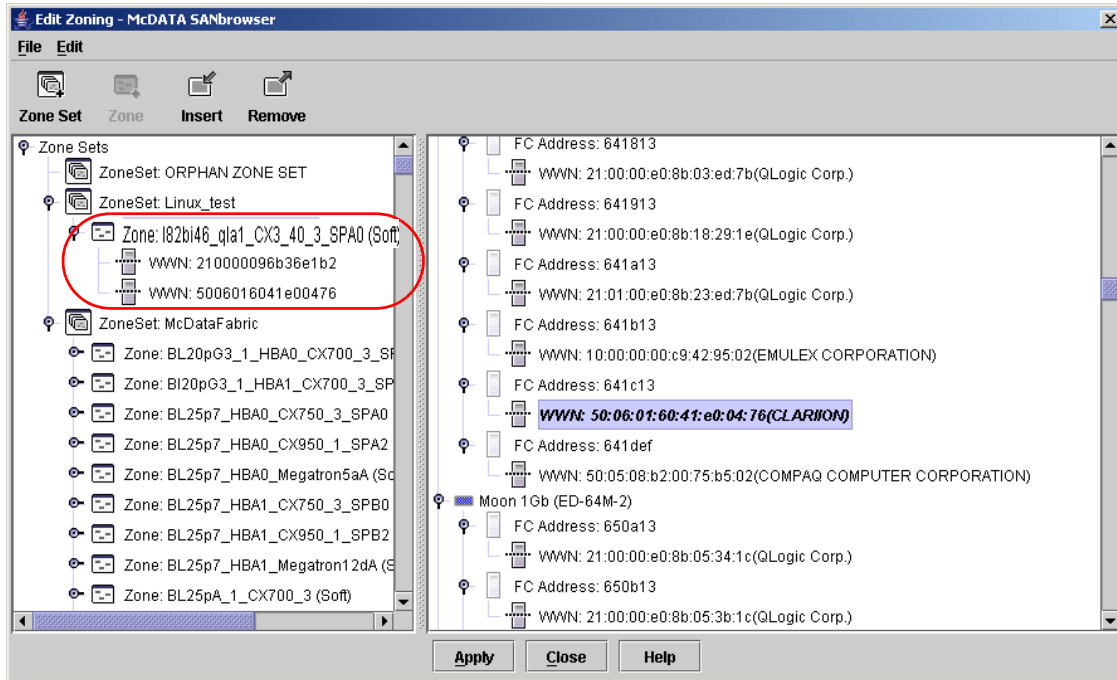 Edit Zoning - McDATA SANbrowser
File Edit
Zone Set Zone Insert Remove
Zone Sets
ZoneSet: ORPHAN ZONE SET
ZoneSet: Linux_test
Zone: l82bi46_qla1_CX3_40_3_SPA0 (Soft)
WWN: 210000096b36e1b2
WWN: 5006016041e00476
ZoneSet: McDataFabric
Zone: BL20pG3_1_HBA0_CX700_3_SF
Zone: Bl20pG3_1_HBA1_CX700_3_SP
Zone: BL25p7_HBA0_CX750_3_SPA0
Zone: BL25p7_HBA0_CX950_1_SPA2
Zone: BL25p7_HBA0_Megatron5aA (Sc
Zone: BL25p7_HBA1_CX750_3_SPB0
Zone: BL25p7_HBA1_CX950_1_SPB2
Zone: BL25p7_HBA1_Megatron12dA (S
Zone: BL25pA_1_CX700_3 (Soft)
FC Address: 641813
WWN: 21:00:00:e0:8b:03:ed:7b(QLogic Corp.)
FC Address: 641913
WWN: 21:00:00:e0:8b:18:29:1e(QLogic Corp.)
FC Address: 641a13
WWN: 21:01:00:e0:8b:23:ed:7b(QLogic Corp.)
FC Address: 641b13
WWN: 10:00:00:00:c9:42:95:02(EMULEX CORPORATION)
FC Address: 641c13
WWN: 50:06:01:60:41:e0:04:76(CLARIION)
FC Address: 641def
WWN: 50:05:08:b2:00:75:b5:02(COMPAQ COMPUTER CORPORATION)
Moon 1Gb (ED-64M-2)
FC Address: 650a13
WWN: 21:00:00:e0:8b:05:34:1c(QLogic Corp.)
FC Address: 650b13
WWN: 21:00:00:e0:8b:05:3b:1c(QLogic Corp.)
Apply Close Help